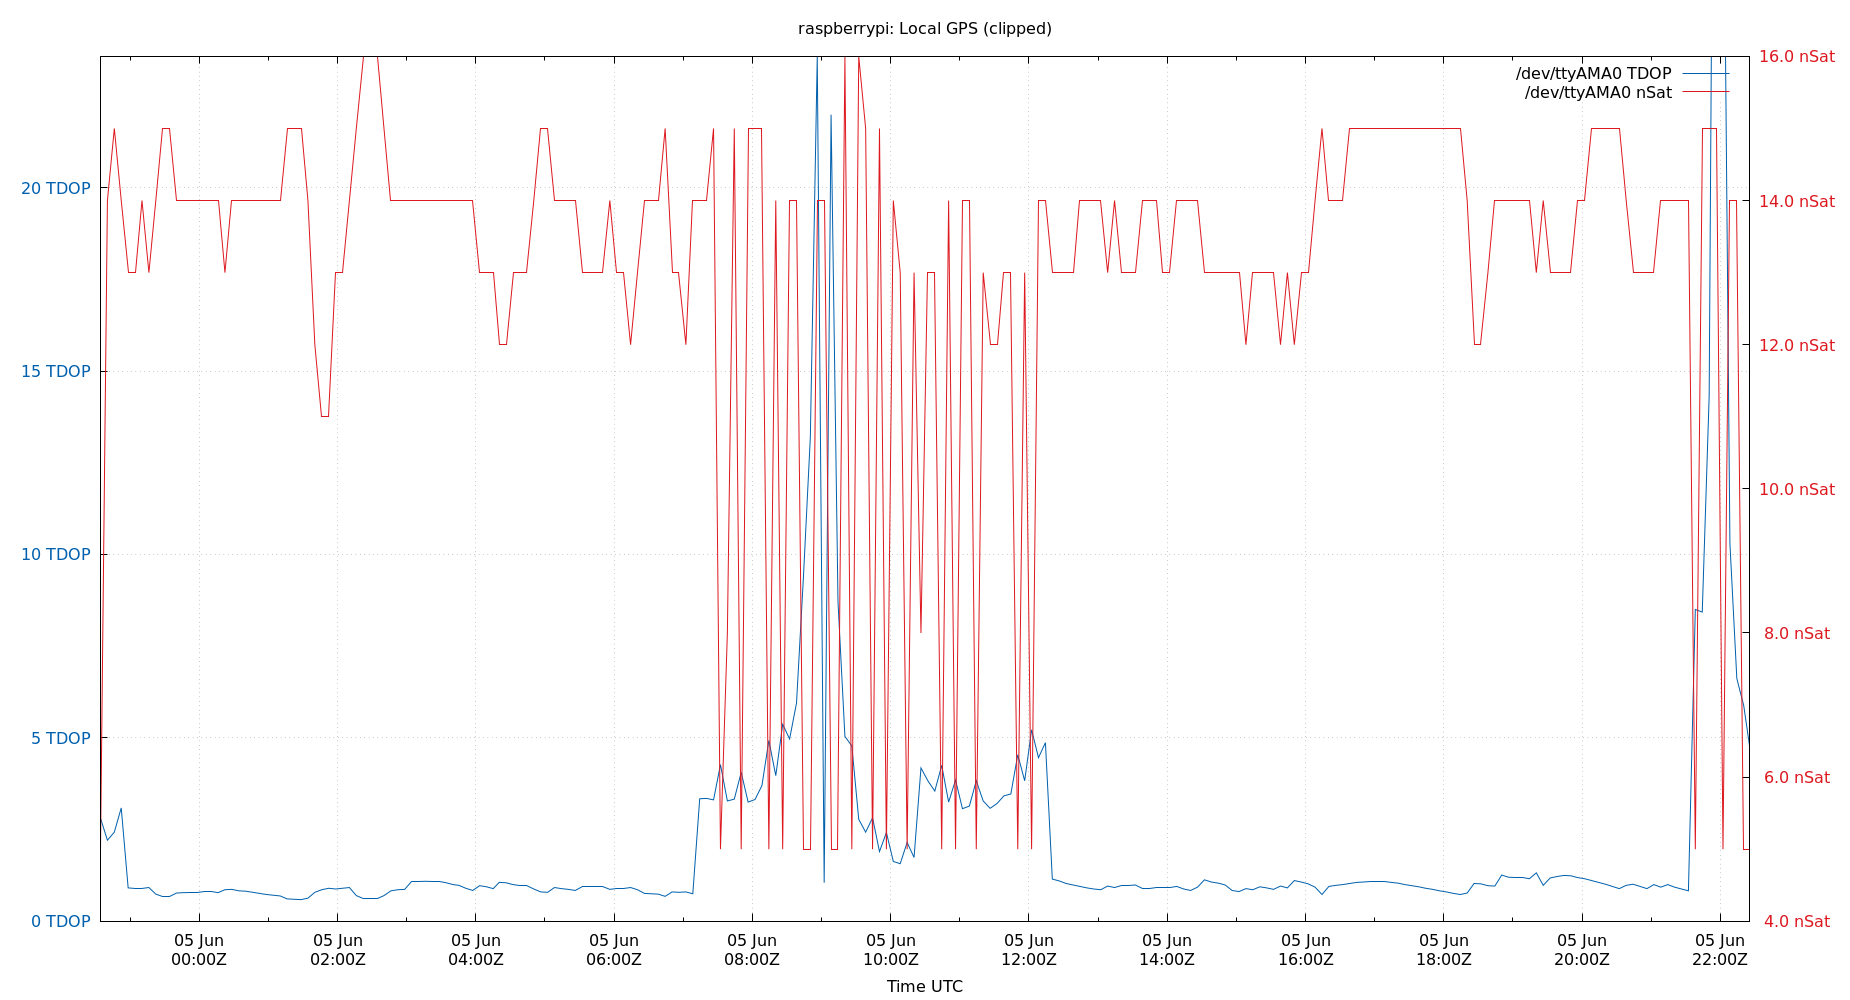 raspberrypi: Local GPS (clipped)
/dev/ttyAMA0 TDOP
/dev/ttyAMA0 nSat
20 TDOP
15 TDOP
10 TDOP
5 TDOP
0 TDOP
16.0 nSat
14.0 nSat
12.0 nSat
10.0 nSat
8.0 nSat
6.0 nSat
4.0 nSat
05 Jun
00:00Z
05 Jun
02:00Z
05 Jun
04:00Z
05 Jun
06:00Z
05 Jun
08:00Z
05 Jun
10:00Z
05 Jun
12:00Z
05 Jun
14:00Z
05 Jun
16:00Z
05 Jun
18:00Z
05 Jun
20:00Z
05 Jun
22:00Z
Time UTC